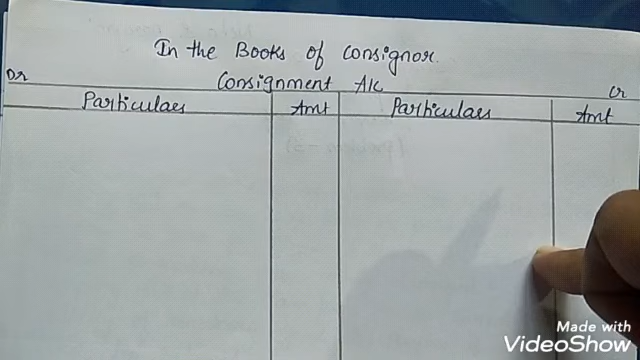 In the Books of Consignor.
Dr Consignment A/c Cr
Particulars Amt Particulars Amt
Made with
VideoShow